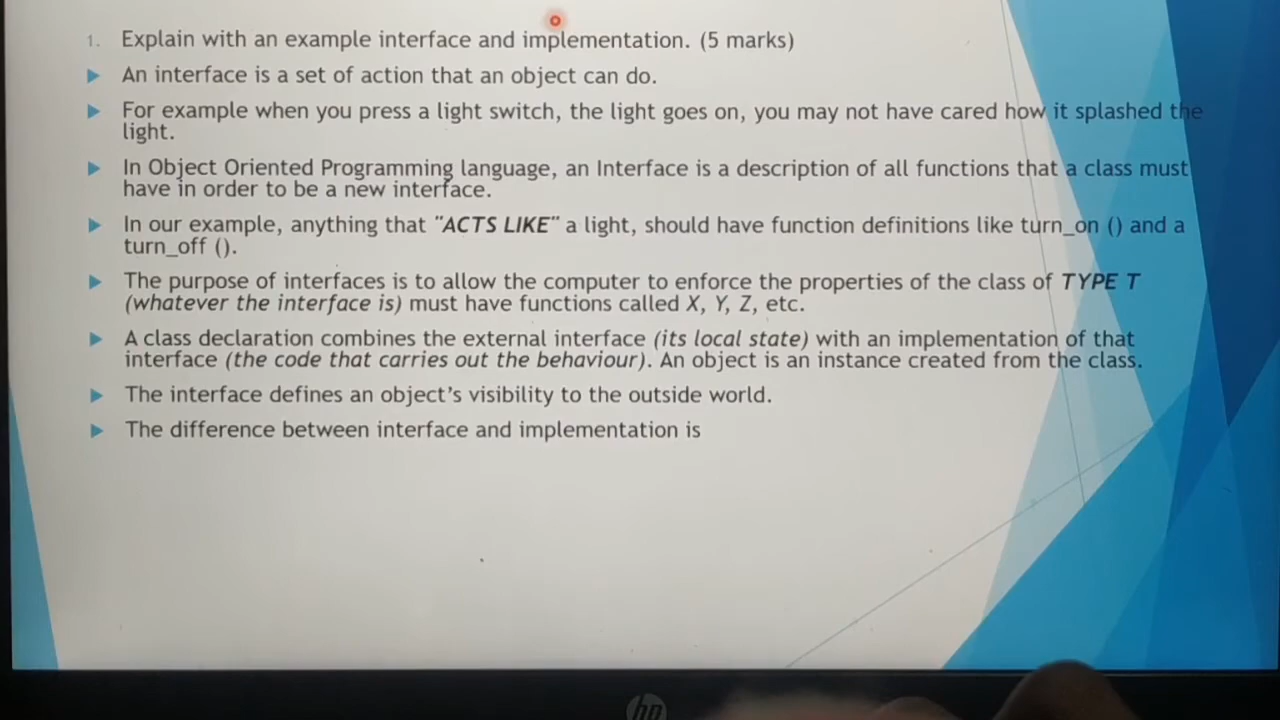 1. Explain with an example interface and implementation. (5 marks)
An interface is a set of action that an object can do.
For example when you press a light switch, the light goes on, you may not have cared how it splashed the
light.
In Object Oriented Programming language, an Interface is a description of all functions that a class must
have in order to be a new interface.
In our example, anything that "ACTS LIKE" a light, should have function definitions like turn_on () and a
turn_off ().
The purpose of interfaces is to allow the computer to enforce the properties of the class of TYPE T
(whatever the interface is) must have functions called X, Y, Z, etc.
A class declaration combines the external interface (its local state) with an implementation of that
interface (the code that carries out the behaviour). An object is an instance created from the class.
The interface defines an object's visibility to the outside world.
The difference between interface and implementation is
hp